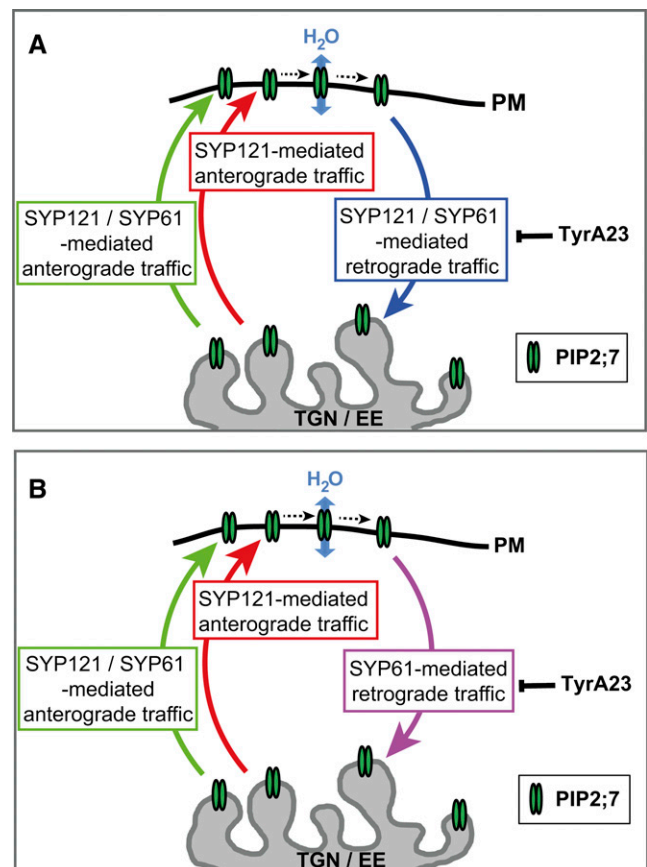 A
H₂O
PM
SYP121-mediated
anterograde traffic
SYP121 / SYP61
-mediated
anterograde traffic
SYP121 / SYP61
-mediated
retrograde traffic
TyrA23
PIP2;7
TGN / EE
B
H₂O
PM
SYP121-mediated
anterograde traffic
SYP121 / SYP61
-mediated
anterograde traffic
SYP61-mediated
retrograde traffic
TyrA23
PIP2;7
TGN / EE